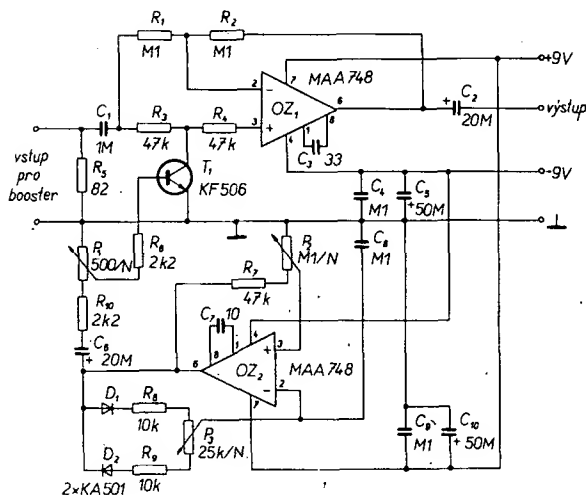 R₁
M1
R₂
M1
MAA 748
+9V
2
7
−
OZ₁
6
+
3
4
1
8
C₂
+
20M
výstup
C₁
1M
R₃
47k
R₄
47k
C₃
33
vstup
pro
booster
T₁
KF506
R₅
82
−9V
C₄
M1
C₅
+50M
P₁
500/N
R₆
2k2
P₂
M1/N
C₈
M1
R₇
47k
R₁₀
2k2
C₇
10
C₆
+
20M
8
1
4
6
OZ₂
+
3
−
2
7
MAA 748
D₁
R₈
10k
P₃
25k/N
D₂
R₉
10k
2×KA501
C₉
M1
C₁₀
+50M